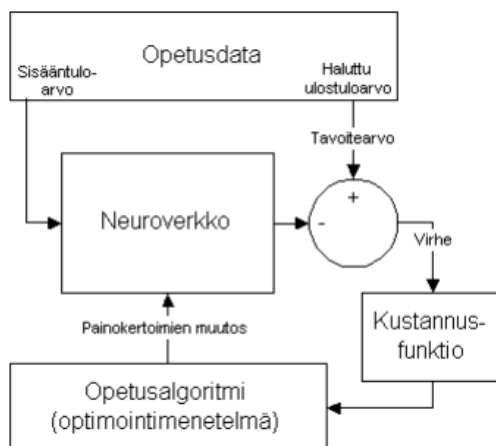 Opetusdata
Sisääntulo-
arvo
Haluttu
ulostuloarvo
Tavoitearvo
Neuroverkko
+
-
Virhe
Kustannus-
funktio
Painokertoimien muutos
Opetusalgoritmi
(optimointimenetelmä)